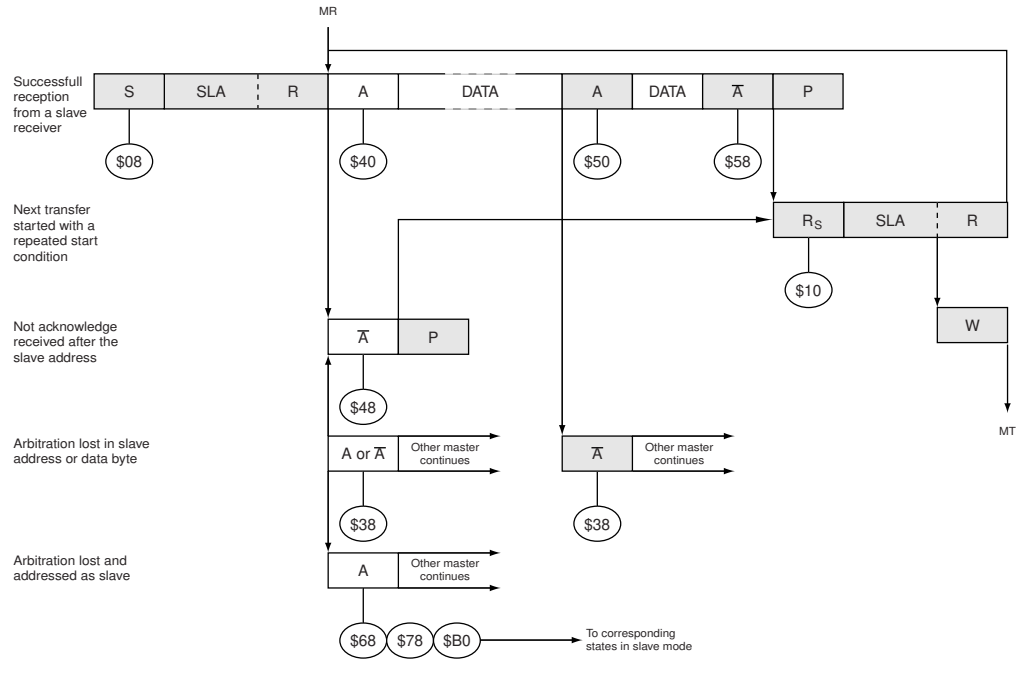 MR
Successfull
reception
from a slave
receiver
S SLA R A DATA A DATA A̅ P
$08 $40 $50 $58
Next transfer
started with a
repeated start
condition
RS SLA R
$10
Not acknowledge
received after the
slave address
A̅ P
W
$48
MT
Arbitration lost in slave
address or data byte
A or A̅ Other master
continues
A̅ Other master
continues
$38 $38
Arbitration lost and
addressed as slave
A Other master
continues
$68 $78 $B0
To corresponding
states in slave mode